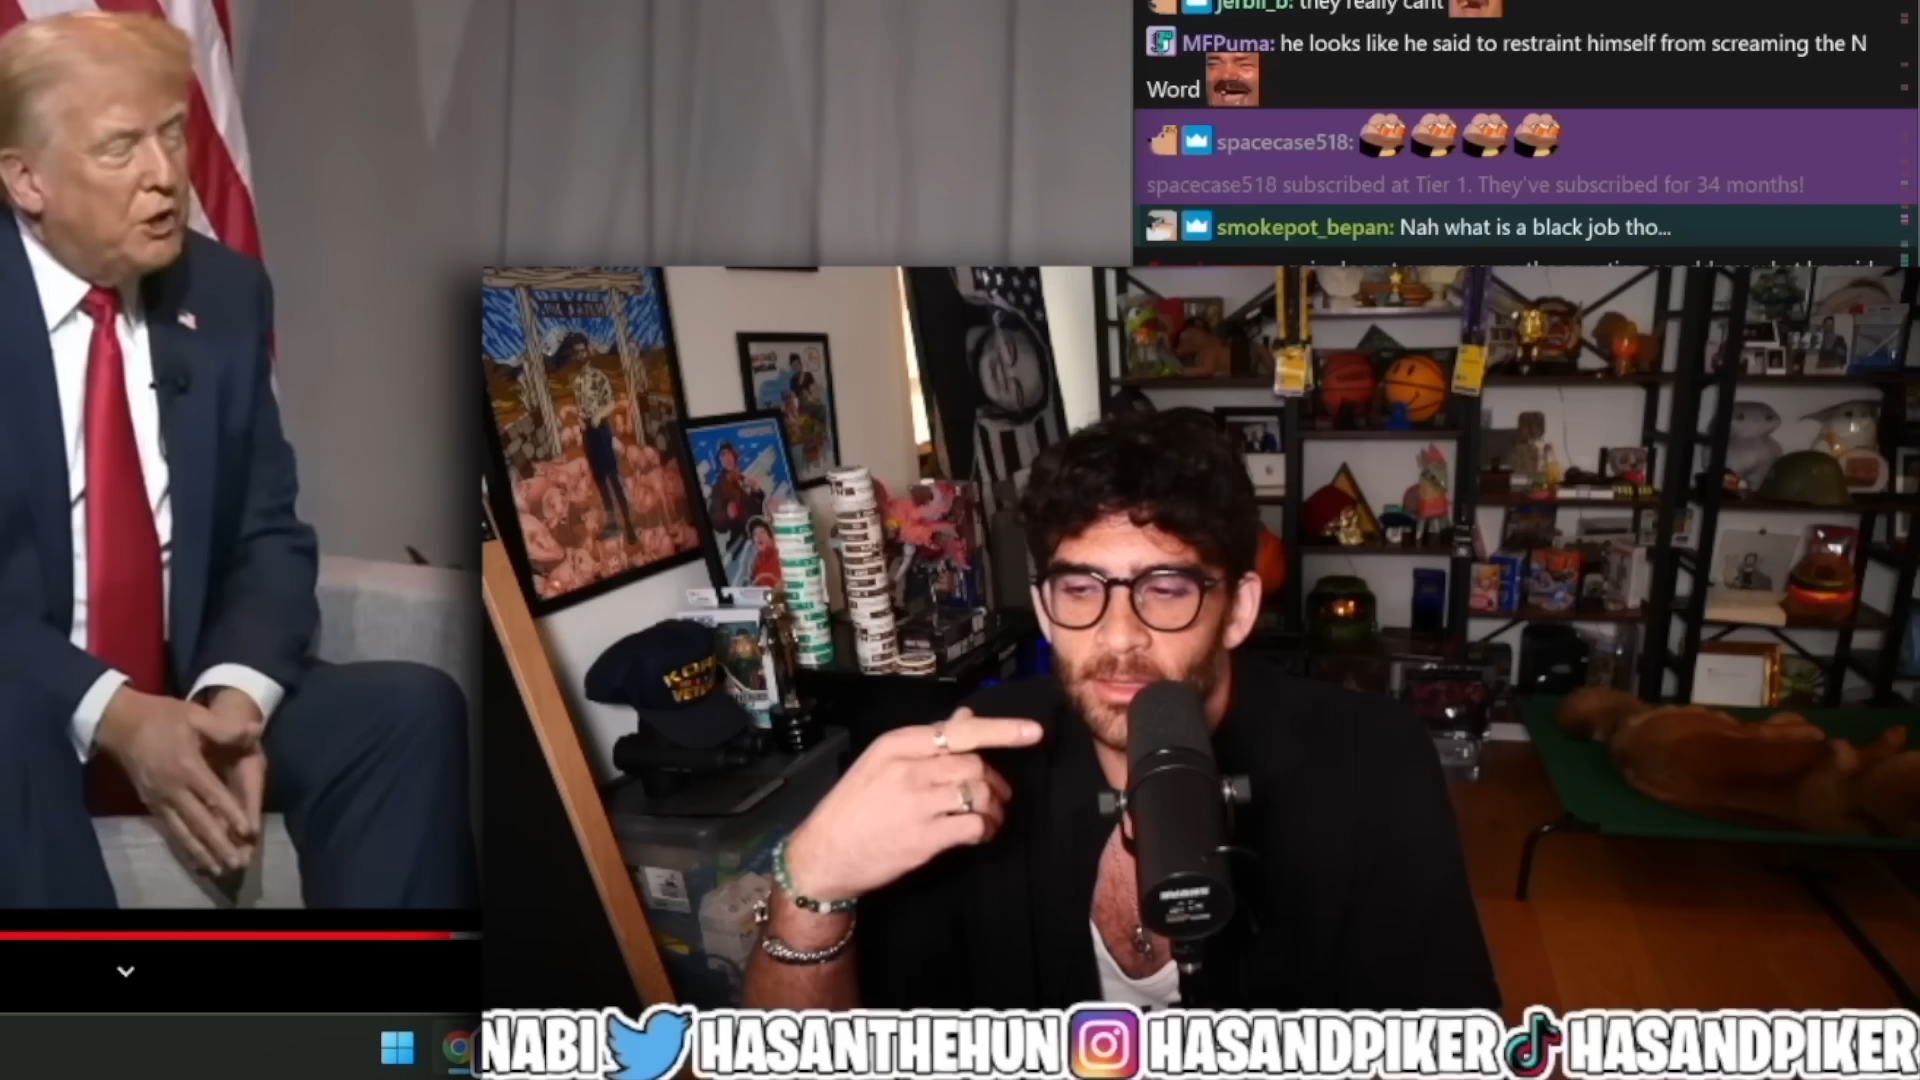 jerbii_b: they really cant
MFPuma: he looks like he said to restraint himself from screaming the N
Word
spacecase518:
spacecase518 subscribed at Tier 1. They've subscribed for 34 months!
smokepot_bepan: Nah what is a black job tho...
VETERAN
NABI HASANTHEHUN HASANDPIKER HASANDPIKER